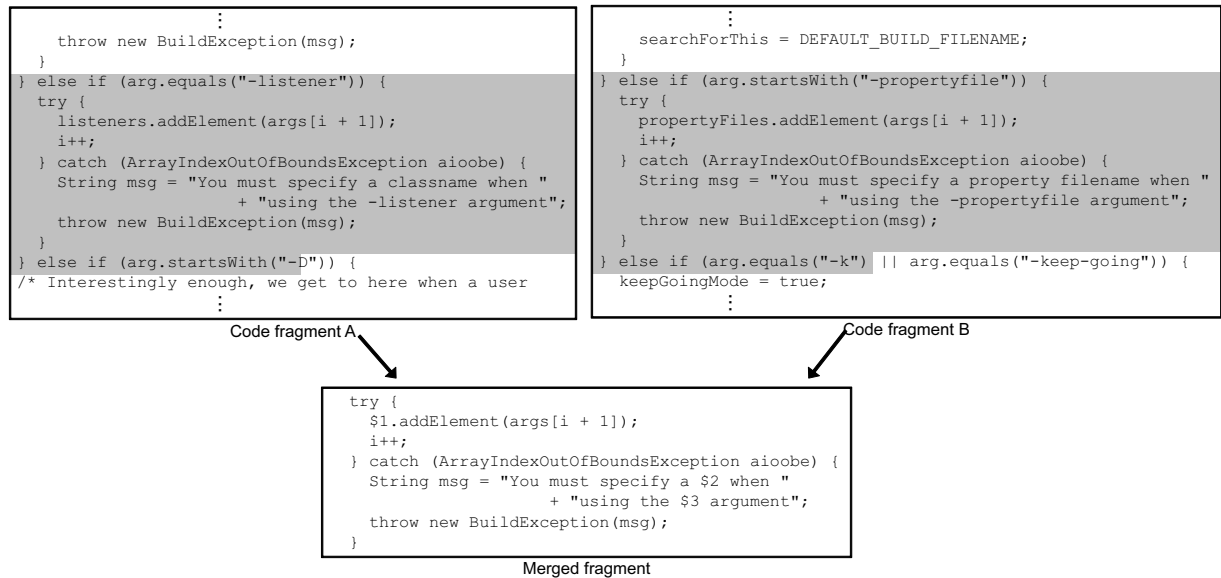 ⋮
throw new BuildException(msg);
}
} else if (arg.equals("-listener")) {
try {
listeners.addElement(args[i + 1]);
i++;
} catch (ArrayIndexOutOfBoundsException aioobe) {
String msg = "You must specify a classname when "
+ "using the -listener argument";
throw new BuildException(msg);
}
} else if (arg.startsWith("-D")) {
/* Interestingly enough, we get to here when a user
⋮
Code fragment A
⋮
searchForThis = DEFAULT_BUILD_FILENAME;
}
} else if (arg.startsWith("-propertyfile")) {
try {
propertyFiles.addElement(args[i + 1]);
i++;
} catch (ArrayIndexOutOfBoundsException aioobe) {
String msg = "You must specify a property filename when "
+ "using the -propertyfile argument";
throw new BuildException(msg);
}
} else if (arg.equals("-k") || arg.equals("-keep-going")) {
keepGoingMode = true;
⋮
Code fragment B
try {
$1.addElement(args[i + 1]);
i++;
} catch (ArrayIndexOutOfBoundsException aioobe) {
String msg = "You must specify a $2 when "
+ "using the $3 argument";
throw new BuildException(msg);
}
Merged fragment